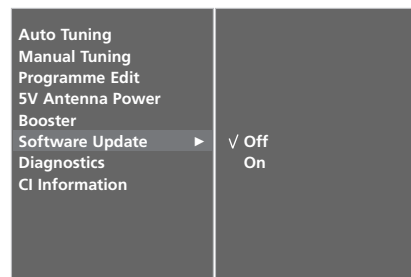 Auto Tuning
Manual Tuning
Programme Edit
5V Antenna Power
Booster
Software Update ► √ Off
Diagnostics On
CI Information